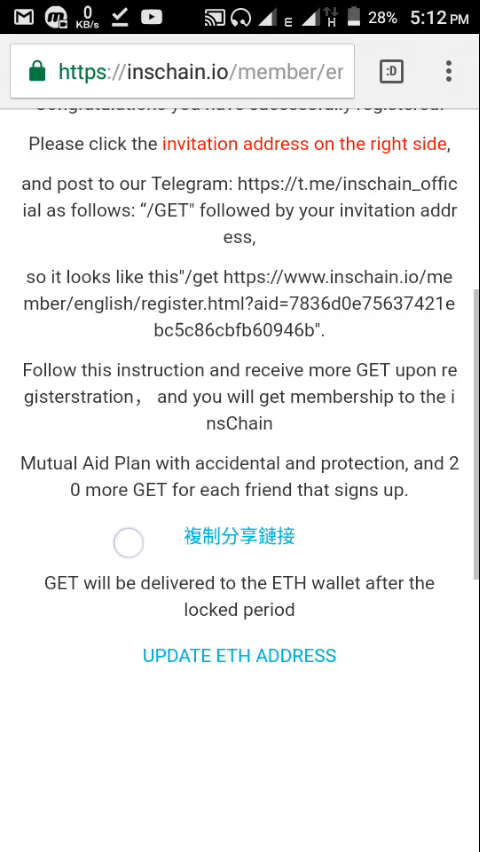 0
KB/s
E
H
28%
5:12 PM
https://inschain.io/member/er
:D
Congratulations you have successfully registered!
Please click the invitation address on the right side,
and post to our Telegram: https://t.me/inschain_offic
ial as follows: “/GET" followed by your invitation addr
ess,
so it looks like this"/get https://www.inschain.io/me
mber/english/register.html?aid=7836d0e75637421e
bc5c86cbfb60946b".
Follow this instruction and receive more GET upon re
gisterstration， and you will get membership to the i
nsChain
Mutual Aid Plan with accidental and protection, and 2
0 more GET for each friend that signs up.
複制分享鏈接
GET will be delivered to the ETH wallet after the
locked period
UPDATE ETH ADDRESS